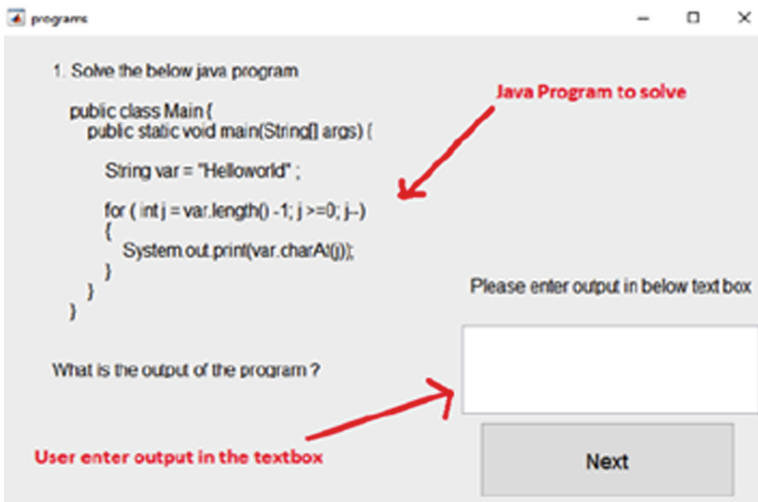 programs
1. Solve the below java program
Java Program to solve
public class Main {
public static void main(String[] args) {
String var = "Helloworld" ;
for ( int j = var.length() -1; j >=0; j--)
{
System.out.print(var.charAt(j));
}
}
}
Please enter output in below text box
What is the output of the program ?
User enter output in the textbox
Next